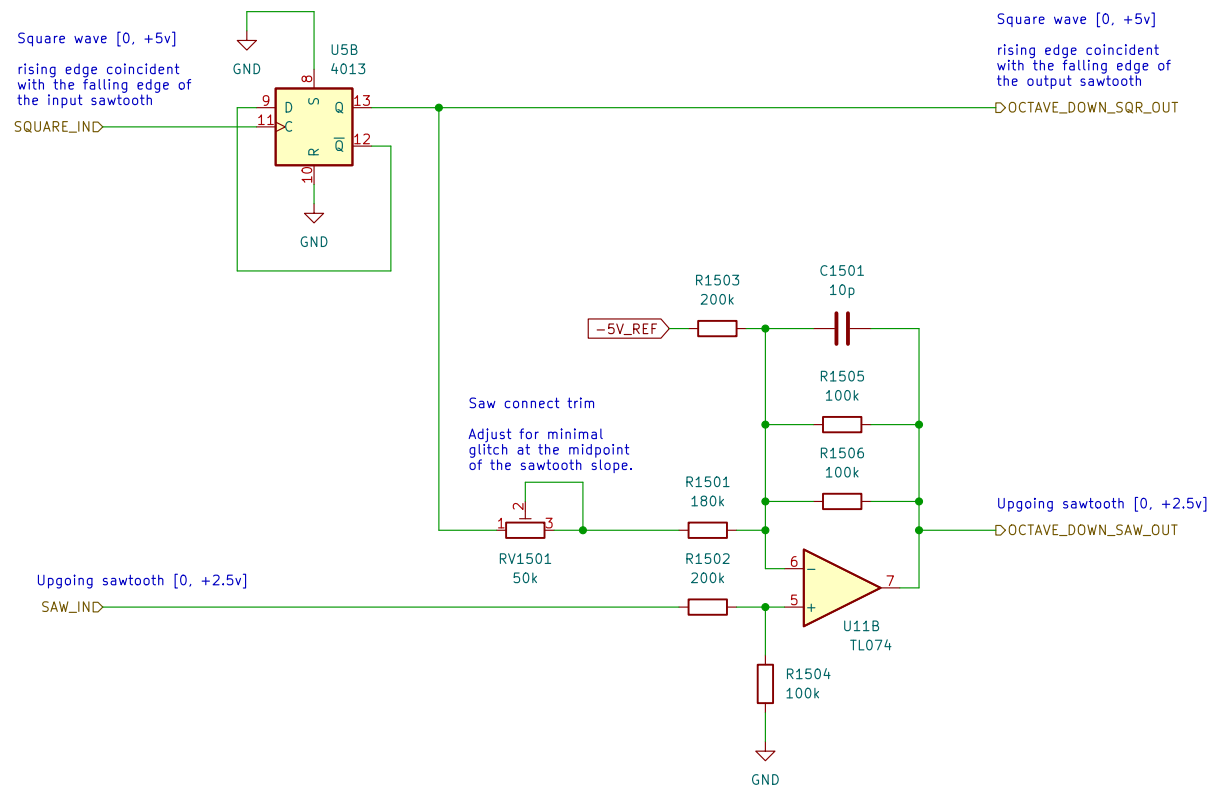 Square wave [0, +5v]
rising edge coincident
with the falling edge of
the input sawtooth
SQUARE_IN
GND
U5B
4013
8
S
9
D
Q
13
11
C
12
Q
R
10
GND
Square wave [0, +5v]
rising edge coincident
with the falling edge of
the output sawtooth
OCTAVE_DOWN_SQR_OUT
R1503
200k
-5V_REF
C1501
10p
R1505
100k
R1506
100k
Saw connect trim
Adjust for minimal
glitch at the midpoint
of the sawtooth slope.
2
1
3
RV1501
50k
R1501
180k
R1502
200k
Upgoing sawtooth [0, +2.5v]
SAW_IN
6
-
5
+
7
U11B
TL074
Upgoing sawtooth [0, +2.5v]
OCTAVE_DOWN_SAW_OUT
R1504
100k
GND